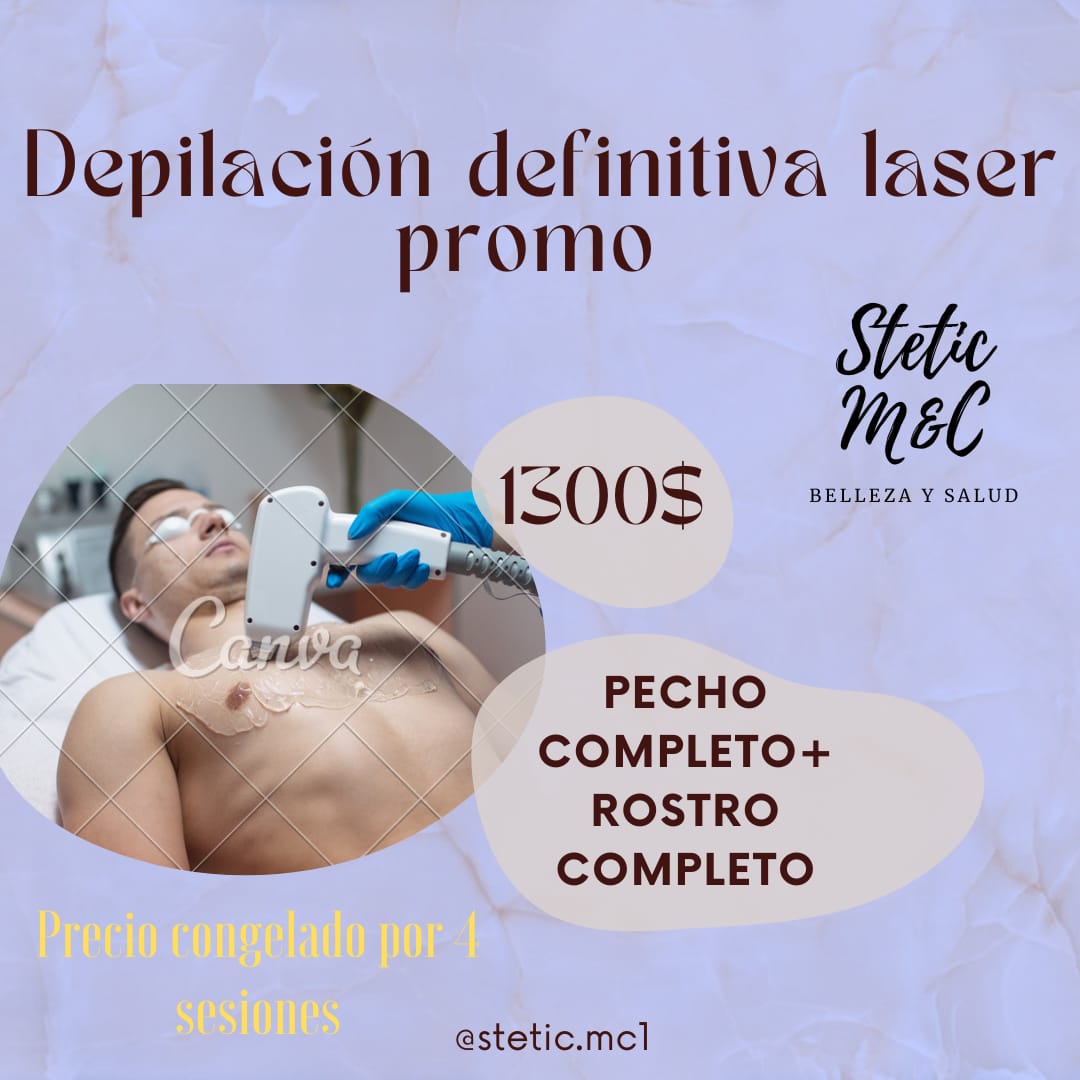 Depilación definitiva laser
promo
Stetic
M&C
BELLEZA Y SALUD
1300$
Canva
PECHO
COMPLETO+
ROSTRO
COMPLETO
Precio congelado por 4
sesiones
@stetic.mc1